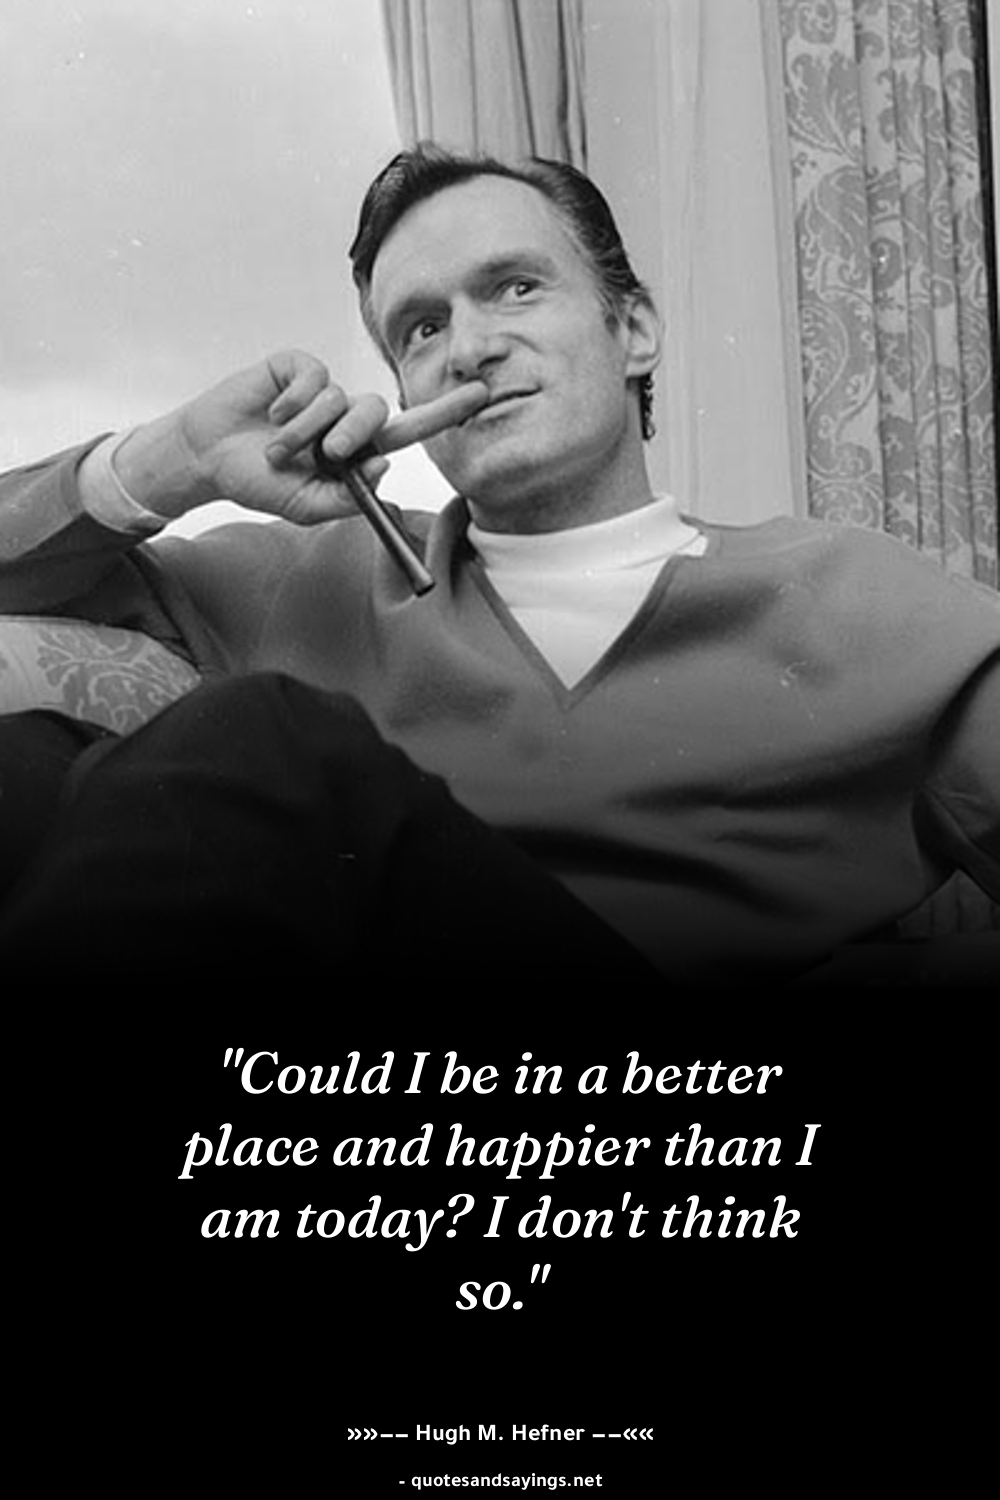 "Could I be in a better
place and happier than I
am today? I don't think
so."
»»–– Hugh M. Hefner ––««
- quotesandsayings.net